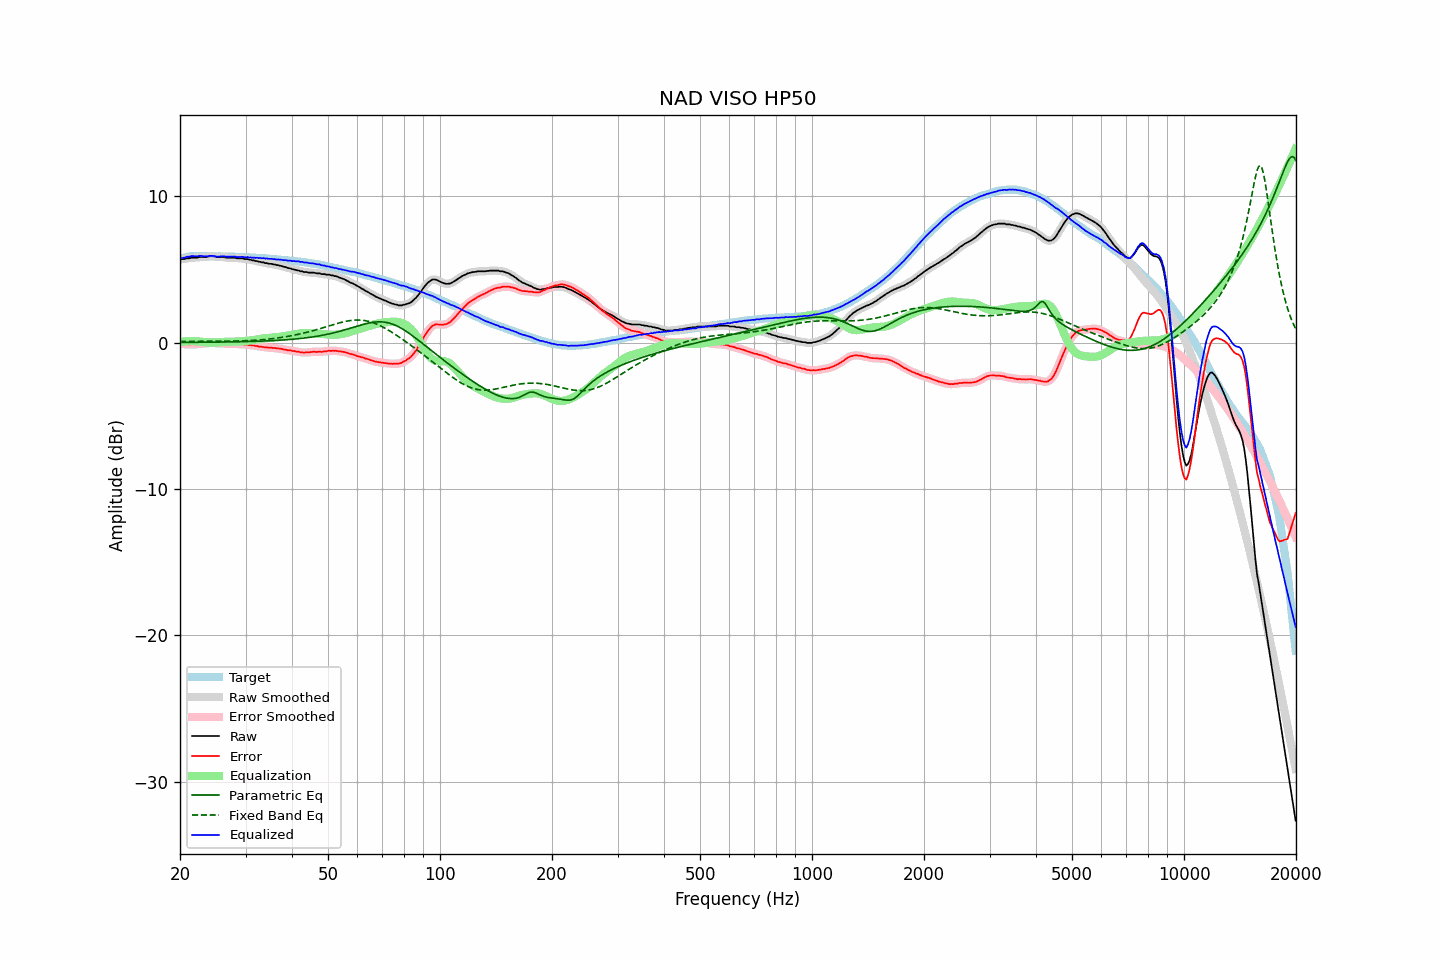 NAD VISO HP50
Amplitude (dBr)
10
0
−10
−20
−30
Target
Raw Smoothed
Error Smoothed
Raw
Error
Equalization
Parametric Eq
Fixed Band Eq
Equalized
20 50 100 200 500 1000 2000 5000 10000 20000
Frequency (Hz)